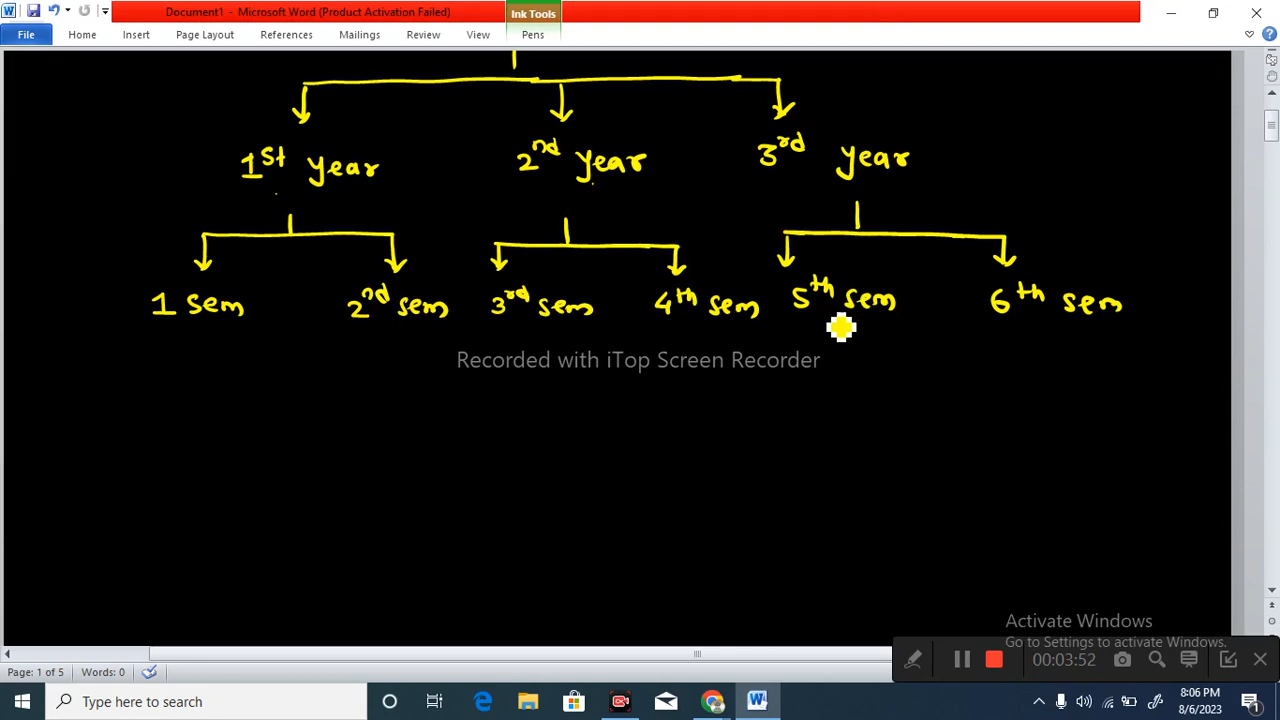 Document1 - Microsoft Word (Product Activation Failed)
Ink Tools
File Home Insert Page Layout References Mailings Review View Pens
1st year 2nd year 3rd year
1 sem 2nd sem 3rd sem 4th sem 5th sem 6th sem
Recorded with iTop Screen Recorder
Activate Windows
Go to Settings to activate Windows.
00:03:52
Page: 1 of 5 Words: 0
Type here to search
8:06 PM
8/6/2023
1